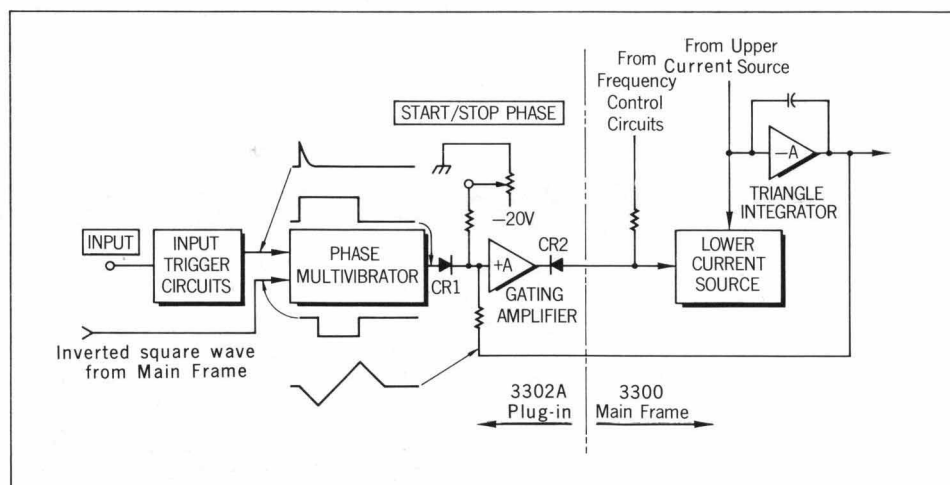 From Upper
Current Source
From
Frequency
Control
Circuits
START/STOP PHASE
–A
TRIANGLE
INTEGRATOR
–20V
INPUT
INPUT
TRIGGER
CIRCUITS
PHASE
MULTIVIBRATOR
CR1
+A
CR2
GATING
AMPLIFIER
LOWER
CURRENT
SOURCE
Inverted square wave
from Main Frame
3302A
Plug-in
3300
Main Frame